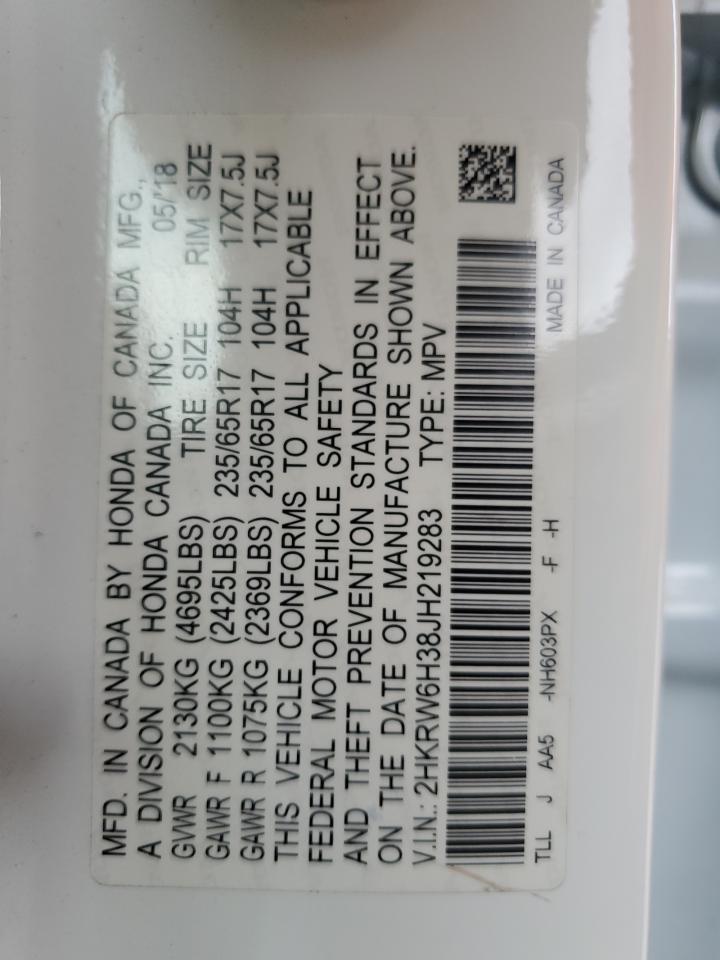 MFD. IN CANADA BY HONDA OF CANADA MFG.,
A DIVISION OF HONDA CANADA INC. 05/'18
GVWR 2130KG (4695LBS) TIRE SIZE RIM SIZE
GAWR F 1100KG (2425LBS) 235/65R17 104H 17X7.5J
GAWR R 1075KG (2369LBS) 235/65R17 104H 17X7.5J
THIS VEHICLE CONFORMS TO ALL APPLICABLE
FEDERAL MOTOR VEHICLE SAFETY
AND THEFT PREVENTION STANDARDS IN EFFECT
ON THE DATE OF MANUFACTURE SHOWN ABOVE.
V.I.N.: 2HKRW6H38JH219283 TYPE: MPV
TLL J AA5 -NH603PX -F -H MADE IN CANADA